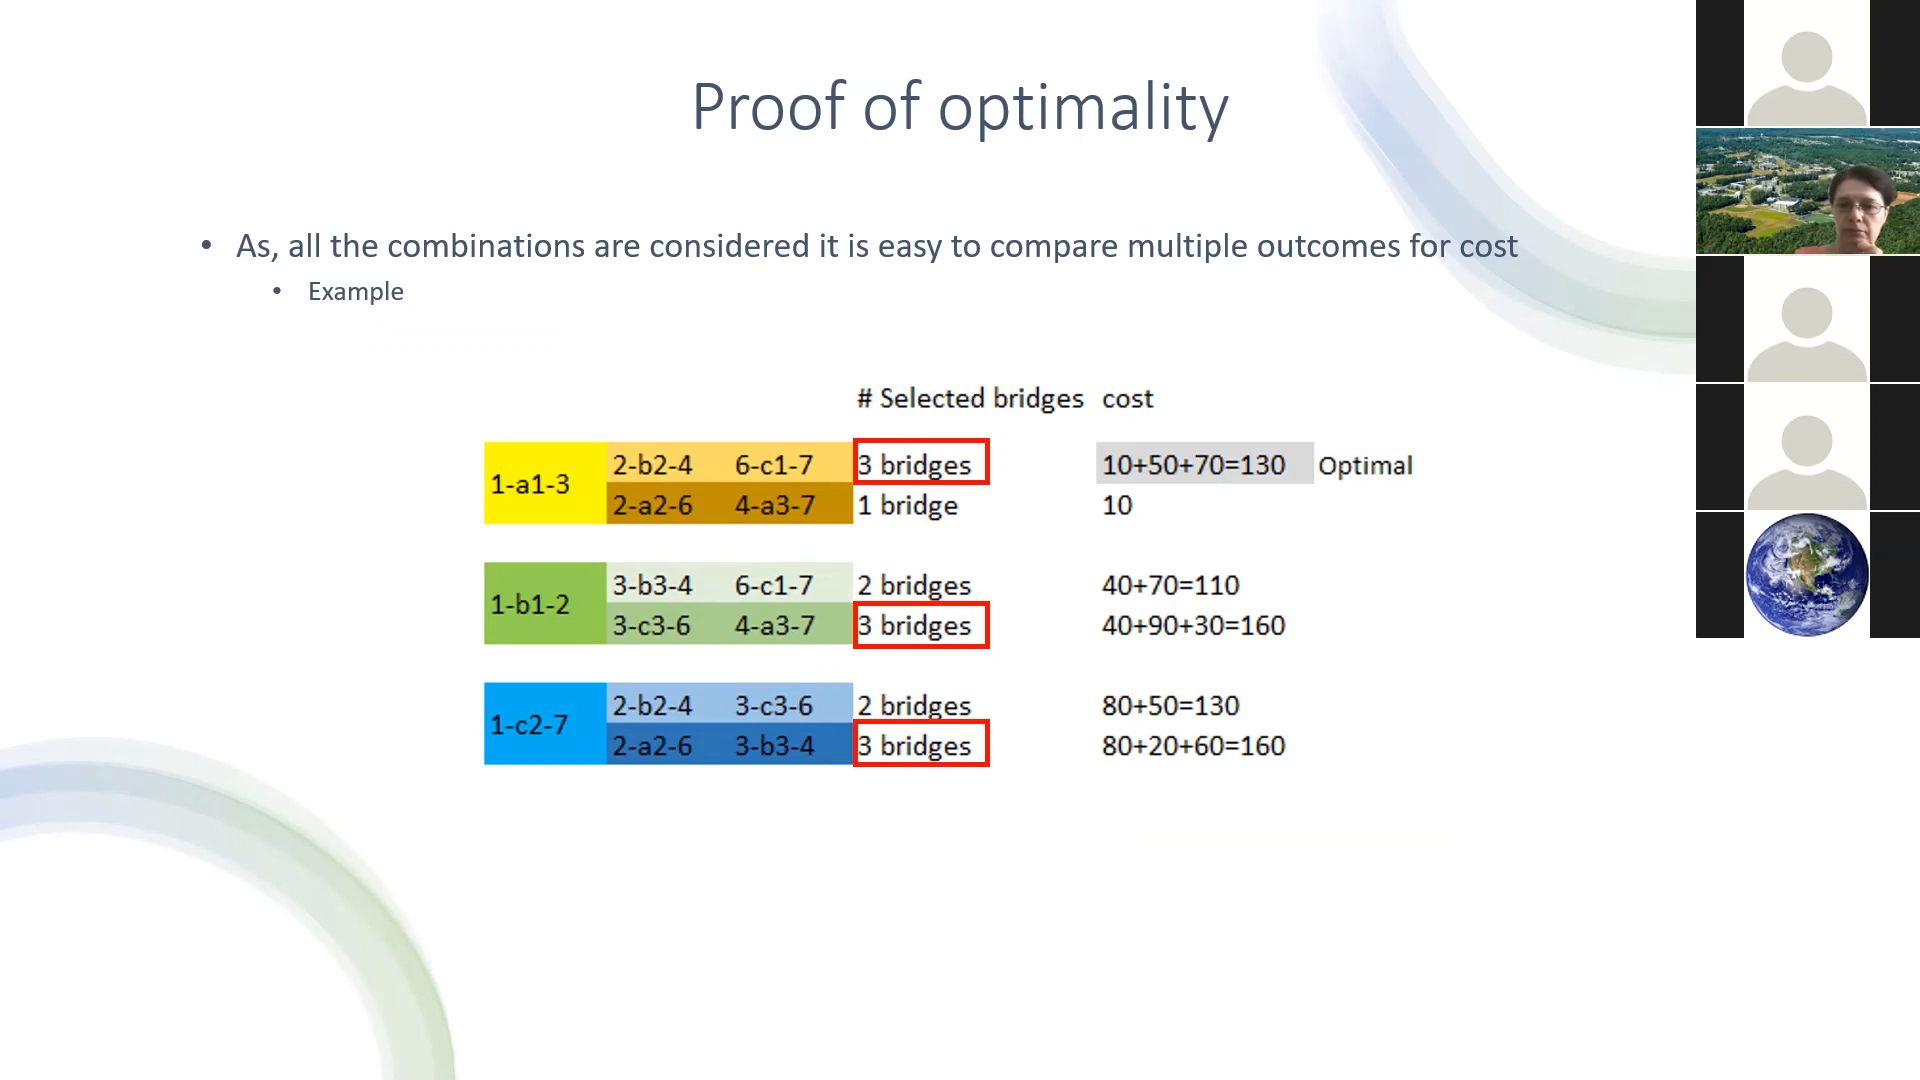 Proof of optimality
• As, all the combinations are considered it is easy to compare multiple outcomes for cost
• Example
# Selected bridges cost
1-a1-3 2-b2-4 6-c1-7 3 bridges 10+50+70=130 Optimal
2-a2-6 4-a3-7 1 bridge 10
1-b1-2 3-b3-4 6-c1-7 2 bridges 40+70=110
3-c3-6 4-a3-7 3 bridges 40+90+30=160
1-c2-7 2-b2-4 3-c3-6 2 bridges 80+50=130
2-a2-6 3-b3-4 3 bridges 80+20+60=160